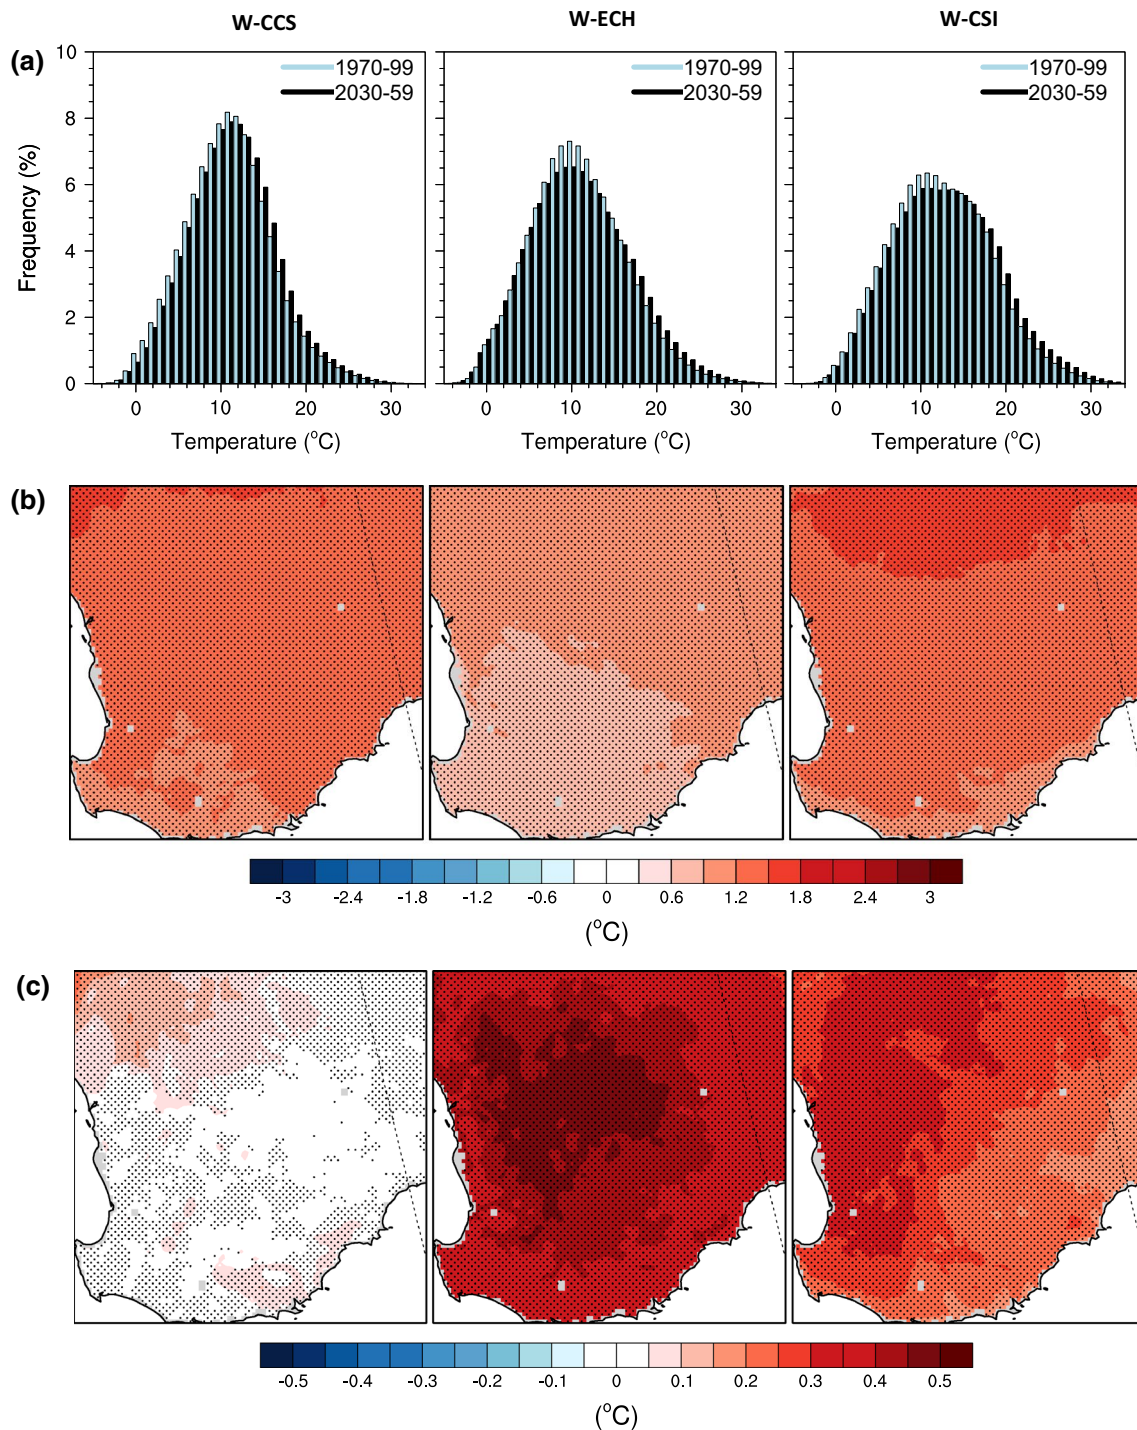 W-CCS W-ECH W-CSI
(a)
10
8
6
4
2
0
Frequency (%)
1970-99
2030-59
1970-99
2030-59
1970-99
2030-59
0 10 20 30
0 10 20 30
0 10 20 30
Temperature (°C) Temperature (°C) Temperature (°C)
(b)
-3 -2.4 -1.8 -1.2 -0.6 0 0.6 1.2 1.8 2.4 3
(°C)
(c)
-0.5 -0.4 -0.3 -0.2 -0.1 0 0.1 0.2 0.3 0.4 0.5
(°C)